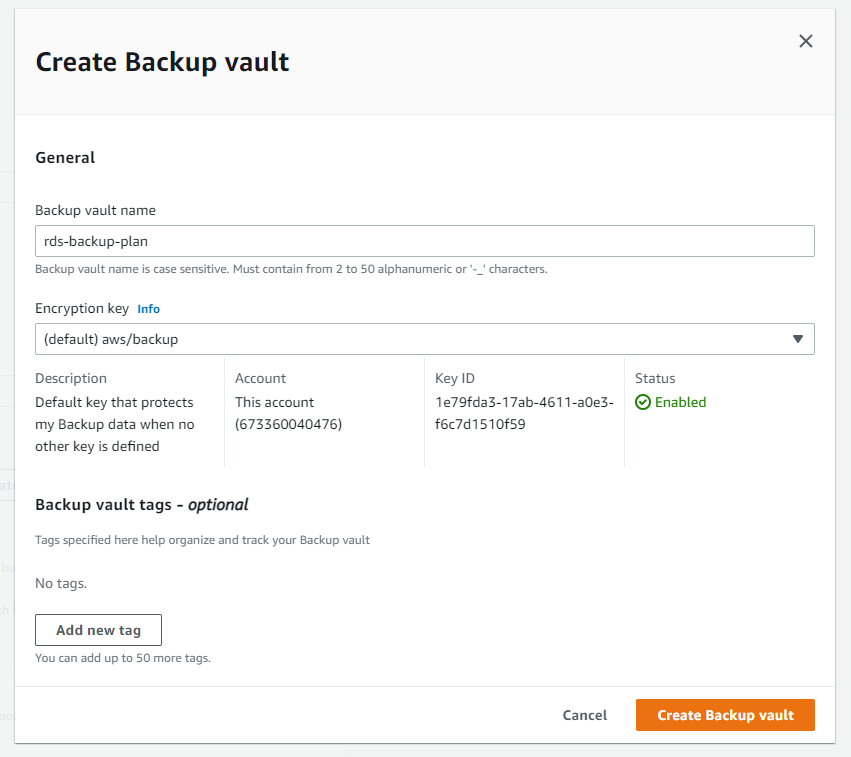 Create Backup vault
General
Backup vault name
rds-backup-plan
Backup vault name is case sensitive. Must contain from 2 to 50 alphanumeric or '-_' characters.
Encryption key Info
(default) aws/backup
Description
Default key that protects
my Backup data when no
other key is defined
Account
This account
(673360040476)
Key ID
1e79fda3-17ab-4611-a0e3-
f6c7d1510f59
Status
Enabled
Backup vault tags - optional
Tags specified here help organize and track your Backup vault
No tags.
Add new tag
You can add up to 50 more tags.
Cancel
Create Backup vault